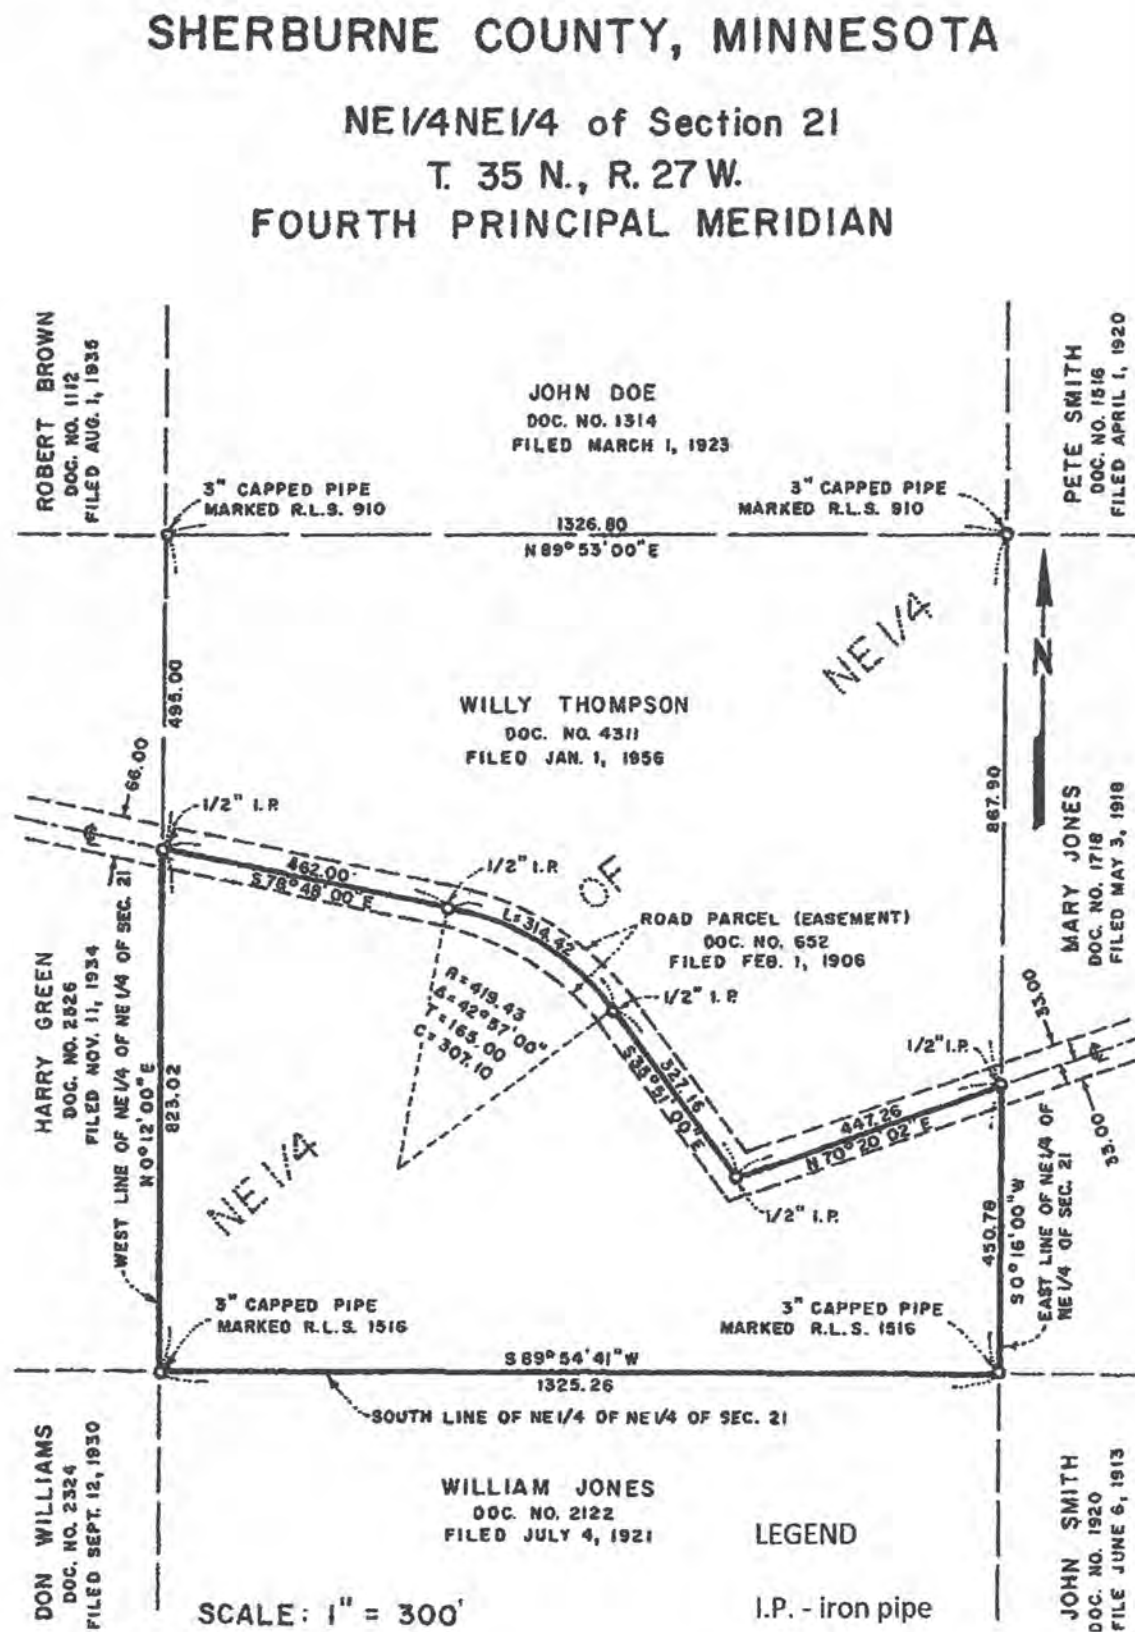 SHERBURNE COUNTY, MINNESOTA
NE1/4NE1/4 of Section 21
T. 35 N., R. 27 W.
FOURTH PRINCIPAL MERIDIAN
ROBERT BROWN
DOC. NO. 1112
FILED AUG. 1, 1935
JOHN DOE
DOC. NO. 1314
FILED MARCH 1, 1923
PETE SMITH
DOC. NO. 1516
FILED APRIL 1, 1920
3" CAPPED PIPE
MARKED R.L.S. 910
3" CAPPED PIPE
MARKED R.L.S. 910
1326.80
N 89°53'00"E
NE 1/4
N
495.00
WILLY THOMPSON
DOC. NO. 4311
FILED JAN. 1, 1956
66.00
867.90
1/2" I.P.
MARY JONES
DOC. NO. 1718
FILED MAY 3, 1918
462.00
S 78°48'00"E
1/2" I.P.
OF
L=314.42
ROAD PARCEL (EASEMENT)
DOC. NO. 652
FILED FEB. 1, 1906
R=419.43
Δ=42°57'00"
T=165.00
C=307.10
1/2" I.P.
HARRY GREEN
DOC. NO. 2526
FILED NOV. 11, 1934
WEST LINE OF NE1/4 OF NE1/4 OF SEC. 21
N 0°12'00"E
823.02
327.16
S 35°51'00"E
33.00
1/2" I.P.
447.26
N 70°20'02"E
33.00
NE 1/4
1/2" I.P.
450.78
S 0°16'00"W
EAST LINE OF NE1/4 OF
NE1/4 OF SEC. 21
3" CAPPED PIPE
MARKED R.L.S. 1516
3" CAPPED PIPE
MARKED R.L.S. 1516
S 89°54'41"W
1325.26
SOUTH LINE OF NE1/4 OF NE1/4 OF SEC. 21
DON WILLIAMS
DOC. NO. 2324
FILED SEPT. 12, 1930
WILLIAM JONES
DOC. NO. 2122
FILED JULY 4, 1921
LEGEND
JOHN SMITH
DOC. NO. 1920
FILE JUNE 6, 1913
SCALE: 1" = 300'
I.P. - iron pipe